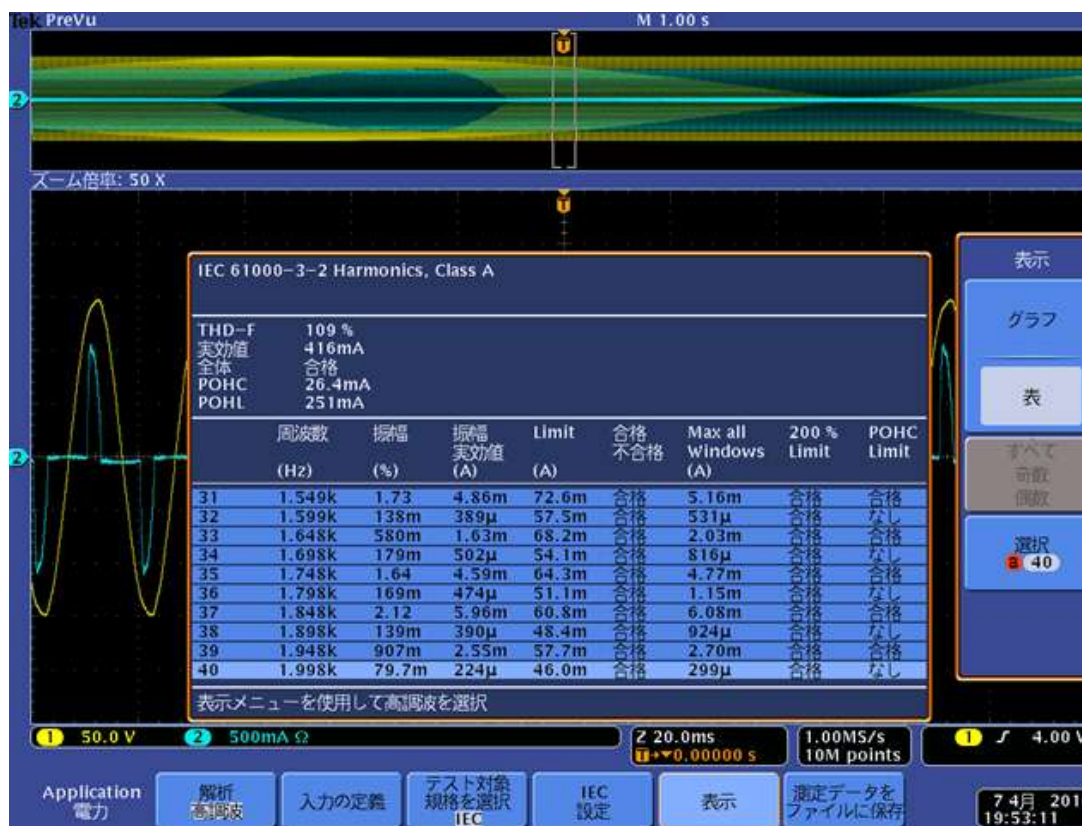 Tek PreVu M 1.00 s
T
2
ズーム倍率: 50 X
T
IEC 61000-3-2 Harmonics, Class A
THD-F 109 %
実効値 416mA
全体 合格
POHC 26.4mA
POHL 251mA
周波数 (Hz) 振幅 (%) 振幅 実効値 (A) Limit (A) 合格 不合格 Max all Windows (A) 200 % Limit POHC Limit
31 1.549k 1.73 4.86m 72.6m 合格 5.16m 合格 合格
32 1.599k 138m 389µ 57.5m 合格 531µ 合格 なし
33 1.648k 580m 1.63m 68.2m 合格 2.03m 合格 合格
34 1.698k 179m 502µ 54.1m 合格 816µ 合格 なし
35 1.748k 1.64 4.59m 64.3m 合格 4.77m 合格 合格
36 1.798k 169m 474µ 51.1m 合格 1.15m 合格 なし
37 1.848k 2.12 5.96m 60.8m 合格 6.08m 合格 合格
38 1.898k 139m 390µ 48.4m 合格 924µ 合格 なし
39 1.948k 907m 2.55m 57.7m 合格 2.70m 合格 合格
40 1.998k 79.7m 224µ 46.0m 合格 299µ 合格 なし
表示メニューを使用して高調波を選択
2
表示
グラフ
表
すべて
奇数
偶数
選択
a 40
1 50.0 V 2 500mA Ω Z 20.0ms 1.00MS/s 1 4.00 V
T→▼0.00000 s 10M points
Application
電力
解析
高調波
入力の定義
テスト対象
規格を選択
IEC
IEC
設定
表示
測定データを
ファイルに保存
7 4月 201
19:53:11